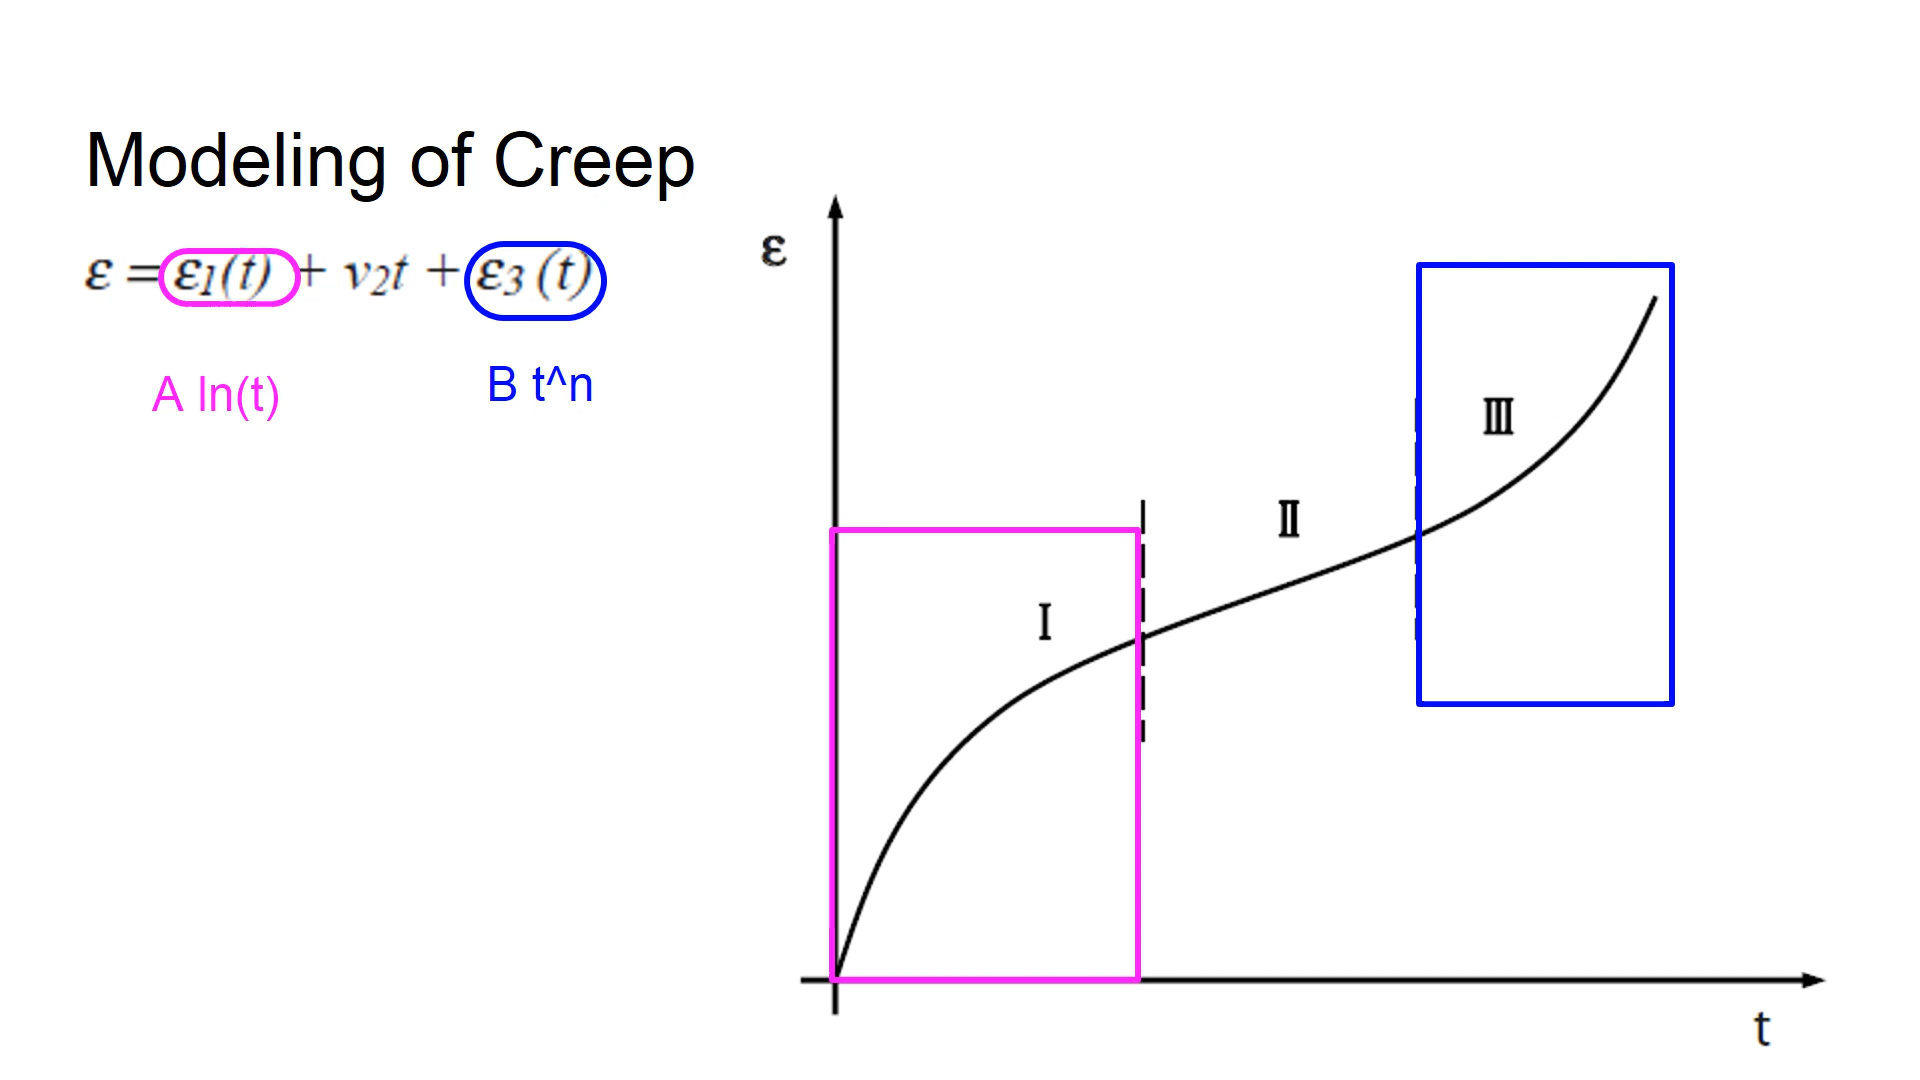 Modeling of Creep
ε = ε₁(t) + v₂t + ε₃(t)
A ln(t)
B t^n
ε
I
II
III
t